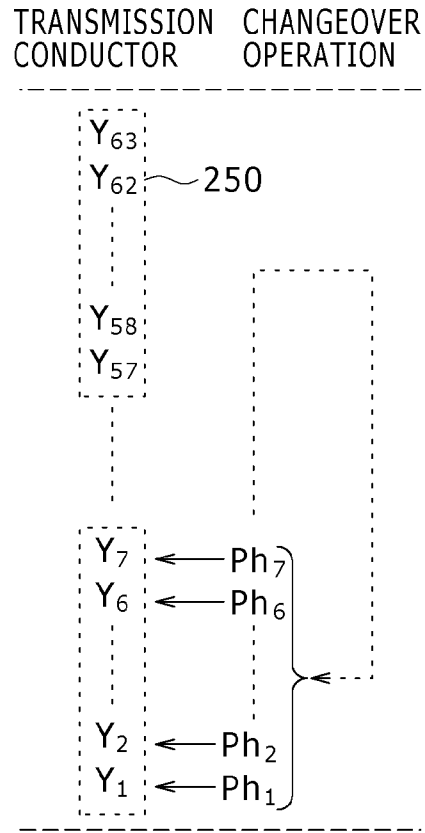 TRANSMISSION CONDUCTOR
CHANGEOVER OPERATION
Y63
Y62 250
Y58
Y57
Y7 Ph7
Y6 Ph6
Y2 Ph2
Y1 Ph1